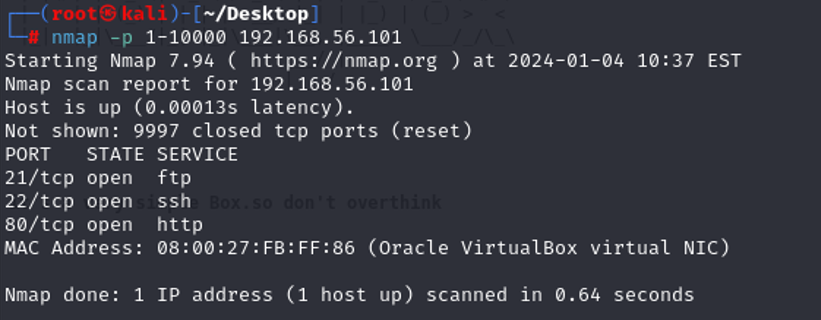 ┌──(root㉿kali)-[~/Desktop]
└─# nmap -p 1-10000 192.168.56.101
Starting Nmap 7.94 ( https://nmap.org ) at 2024-01-04 10:37 EST
Nmap scan report for 192.168.56.101
Host is up (0.00013s latency).
Not shown: 9997 closed tcp ports (reset)
PORT   STATE SERVICE
21/tcp open  ftp
22/tcp open  ssh
Box.so don't overthink
80/tcp open  http
MAC Address: 08:00:27:FB:FF:86 (Oracle VirtualBox virtual NIC)
Nmap done: 1 IP address (1 host up) scanned in 0.64 seconds